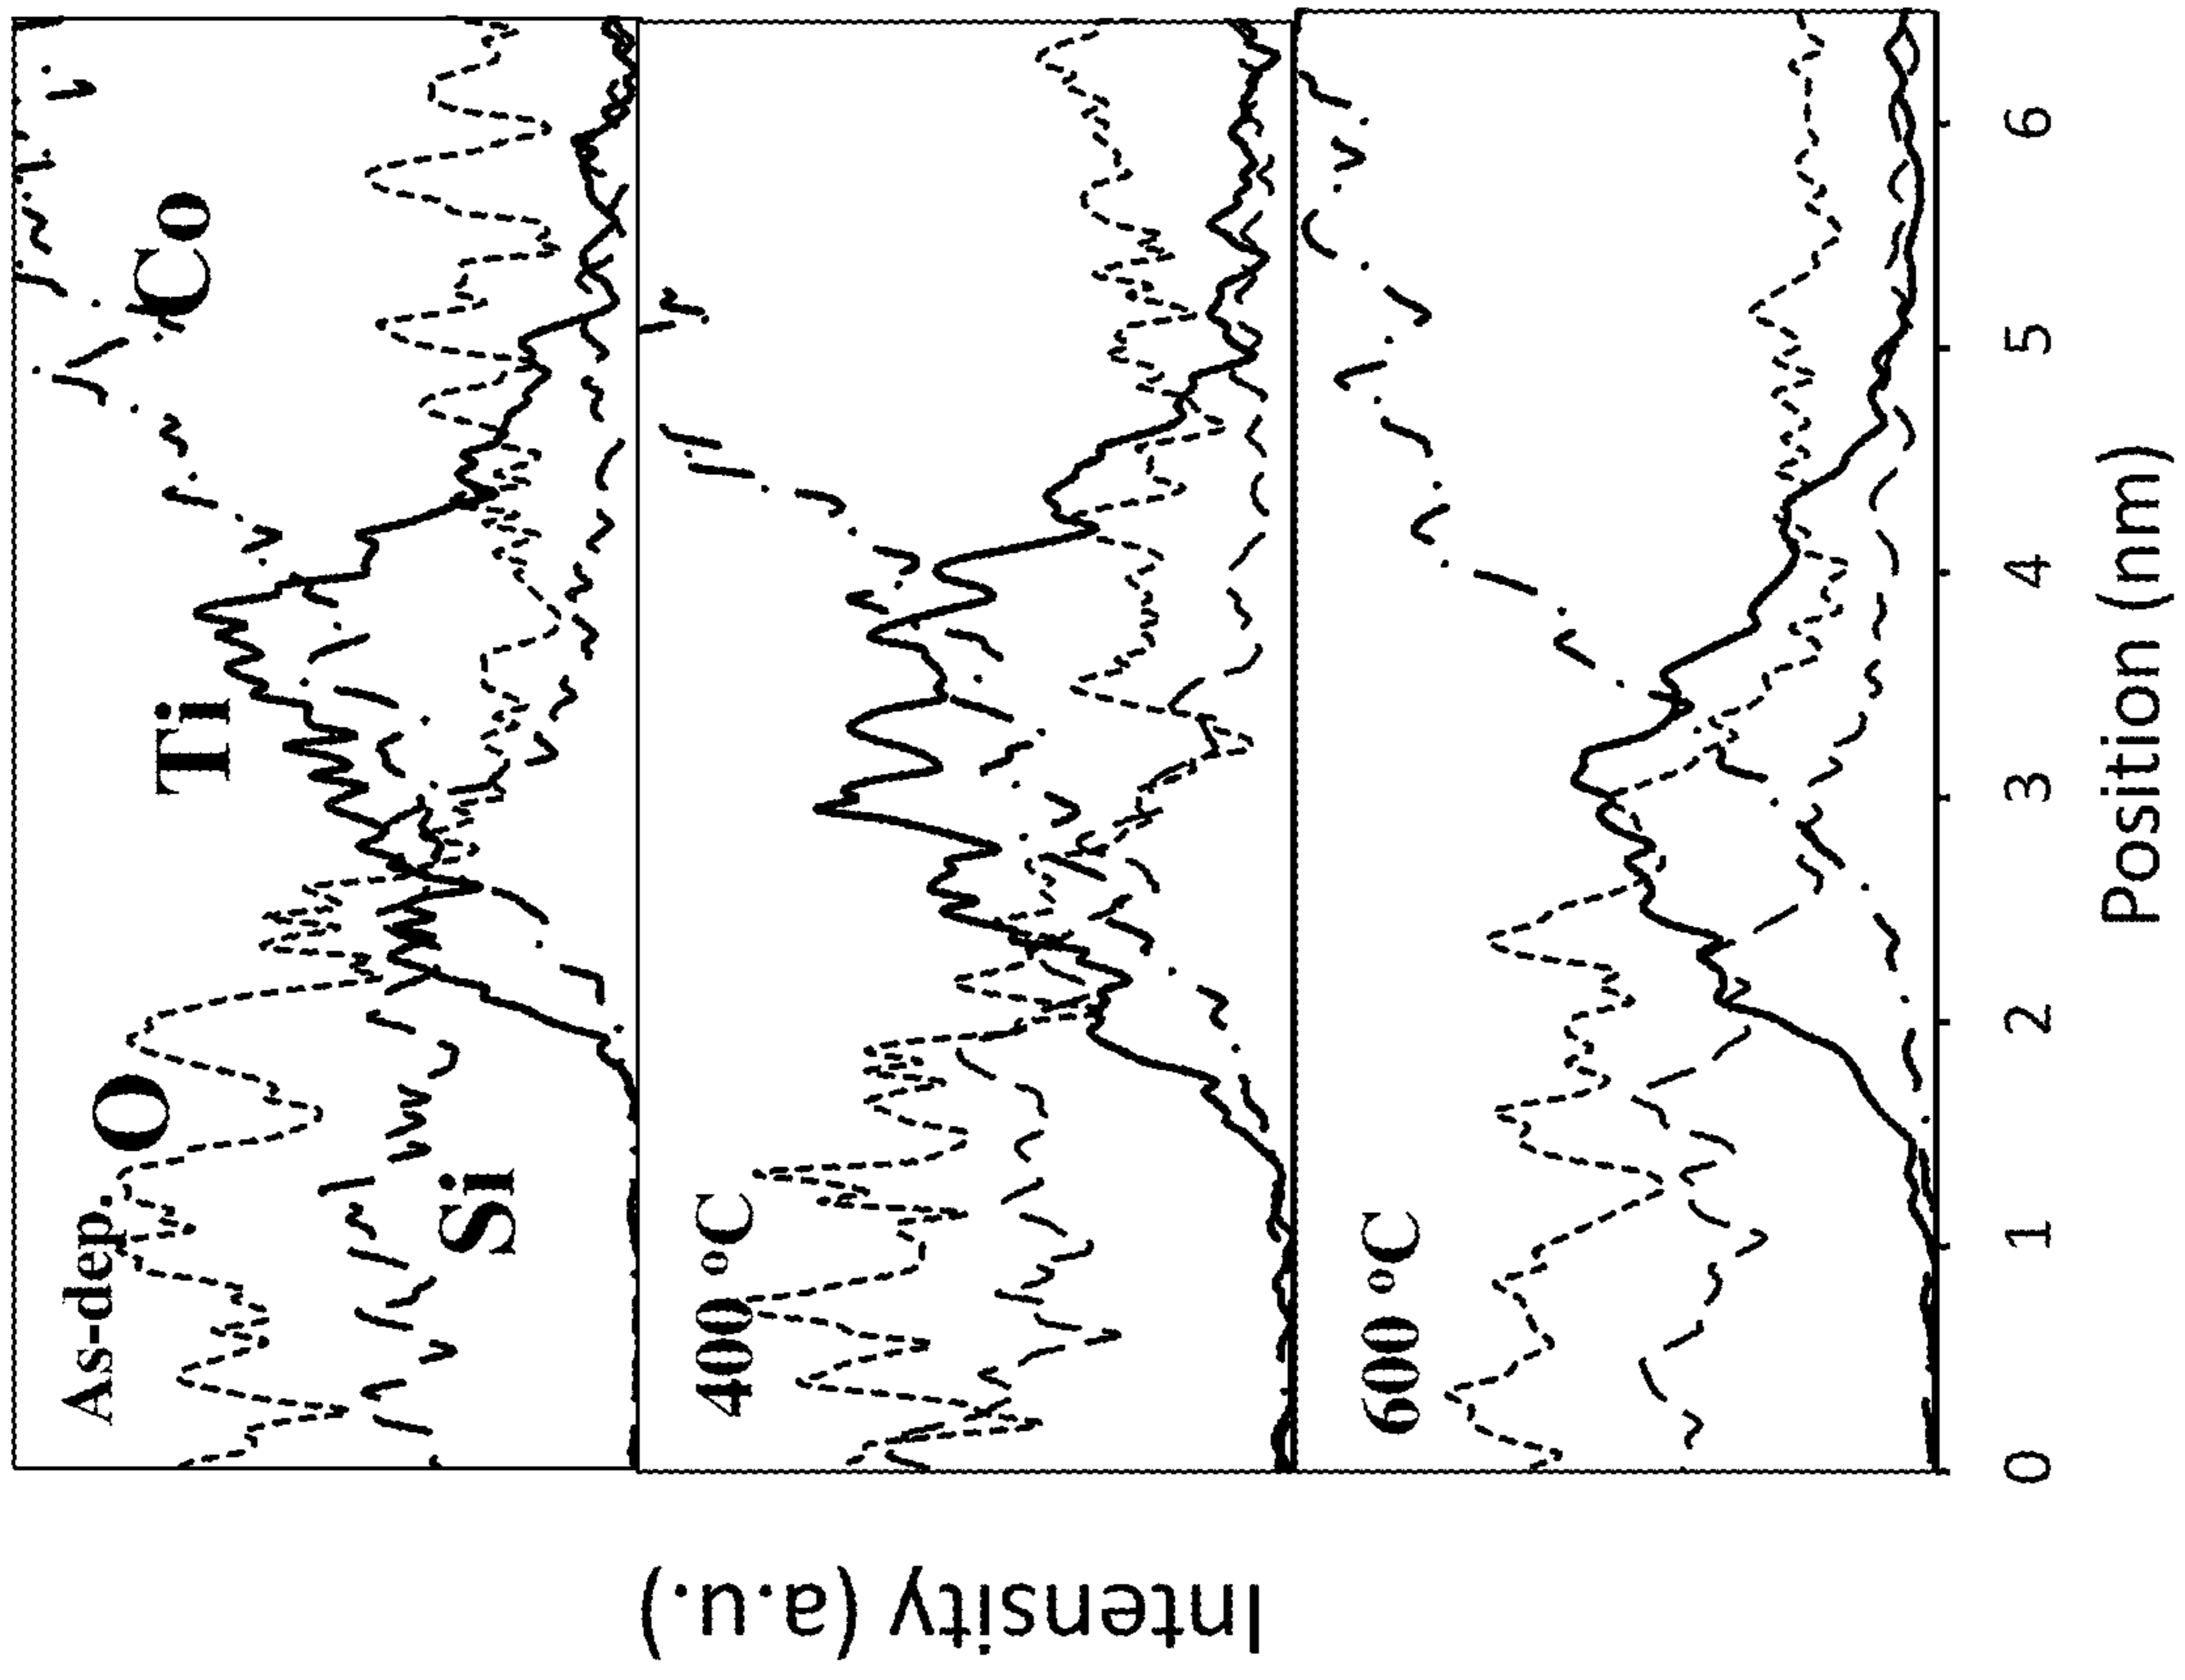 As-dep.
O
Ti
Co
Si
400 °C
600 °C
Intensity (a.u.)
0 1 2 3 4 5 6
Position (nm)